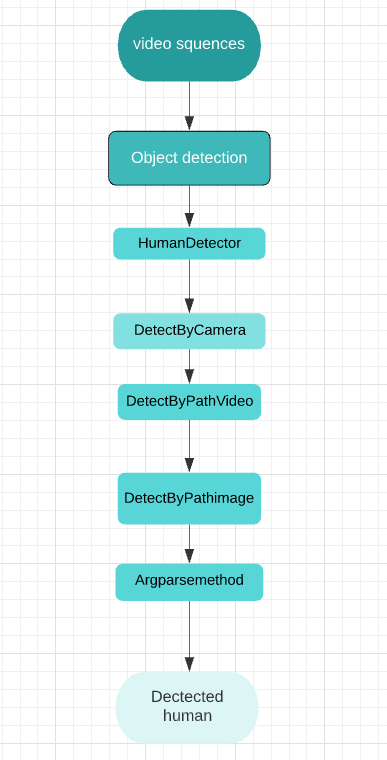 video squences
Object detection
HumanDetector
DetectByCamera
DetectByPathVideo
DetectByPathimage
Argparsemethod
Dectected
human